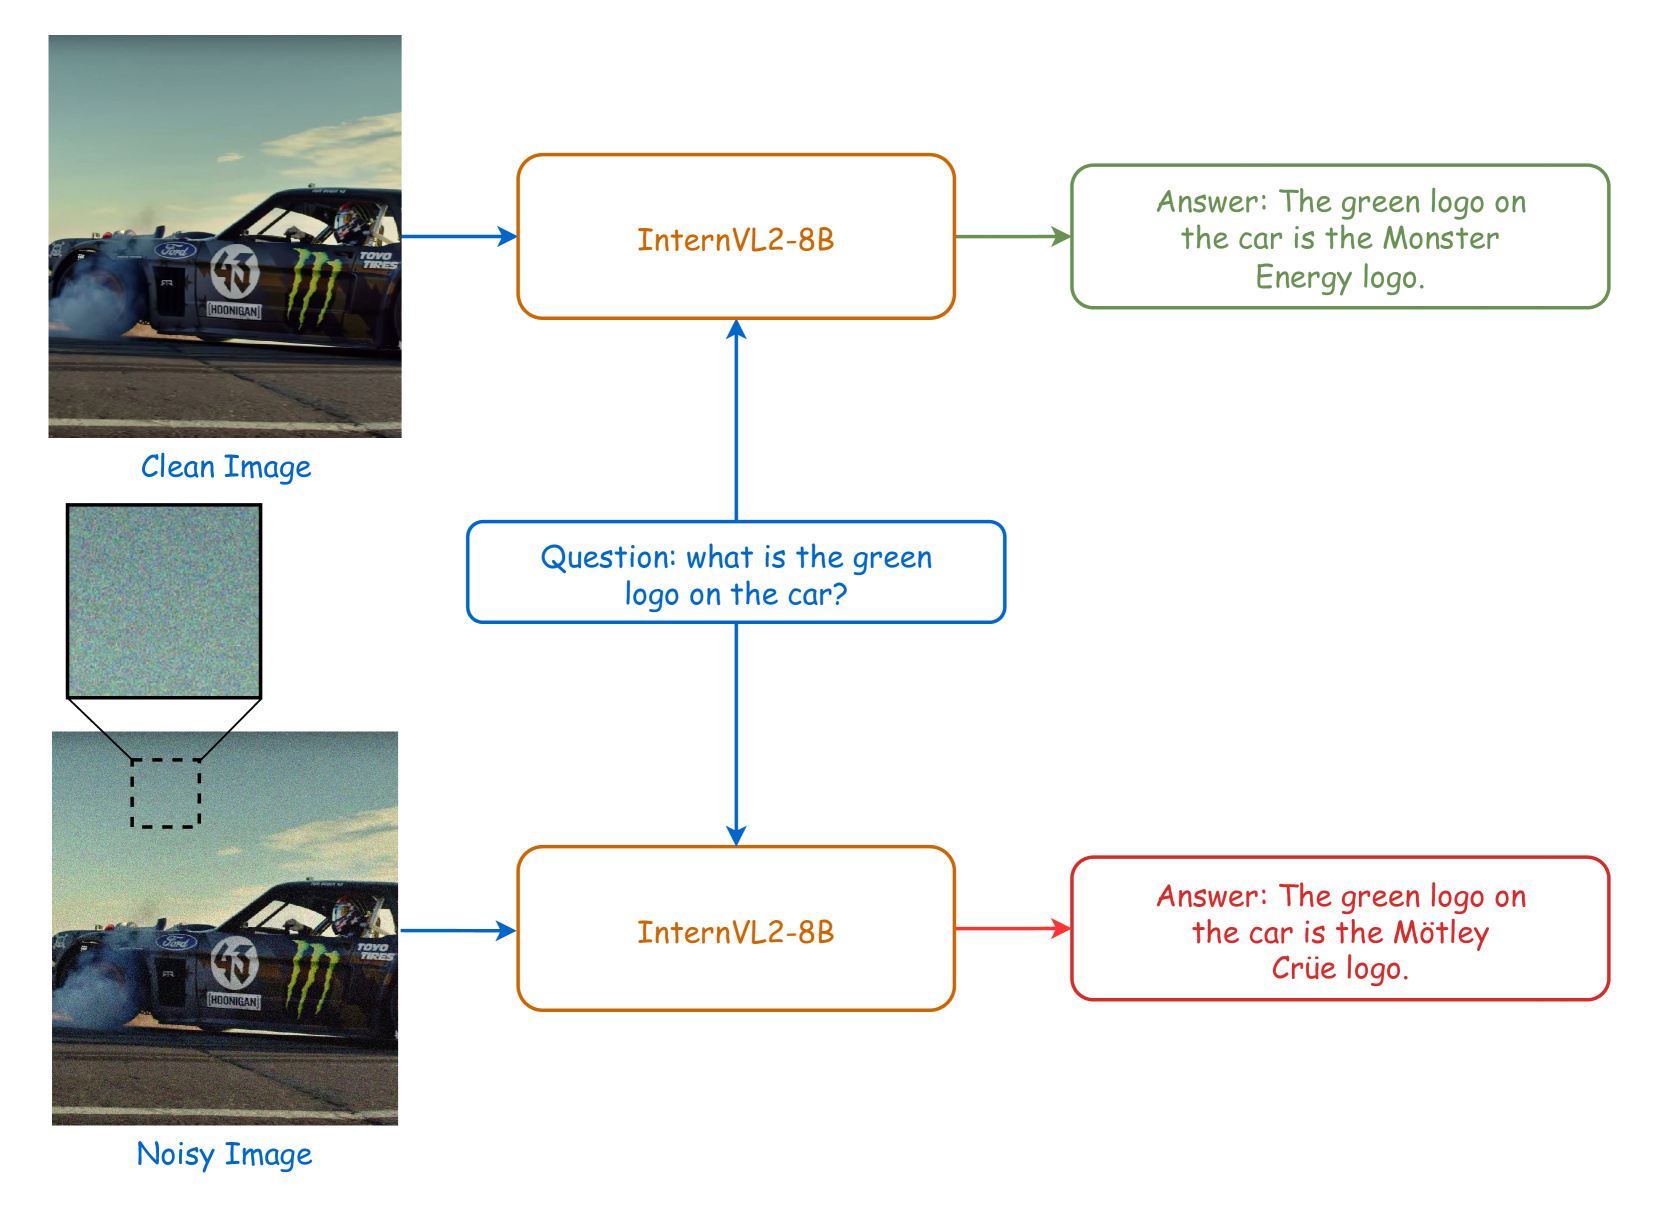 Ford
43
[HOONIGAN]
TOYO
TIRES
Clean Image
InternVL2-8B
Answer: The green logo on
the car is the Monster
Energy logo.
Question: what is the green
logo on the car?
Ford
43
[HOONIGAN]
TOYO
TIRES
Noisy Image
InternVL2-8B
Answer: The green logo on
the car is the Mötley
Crüe logo.